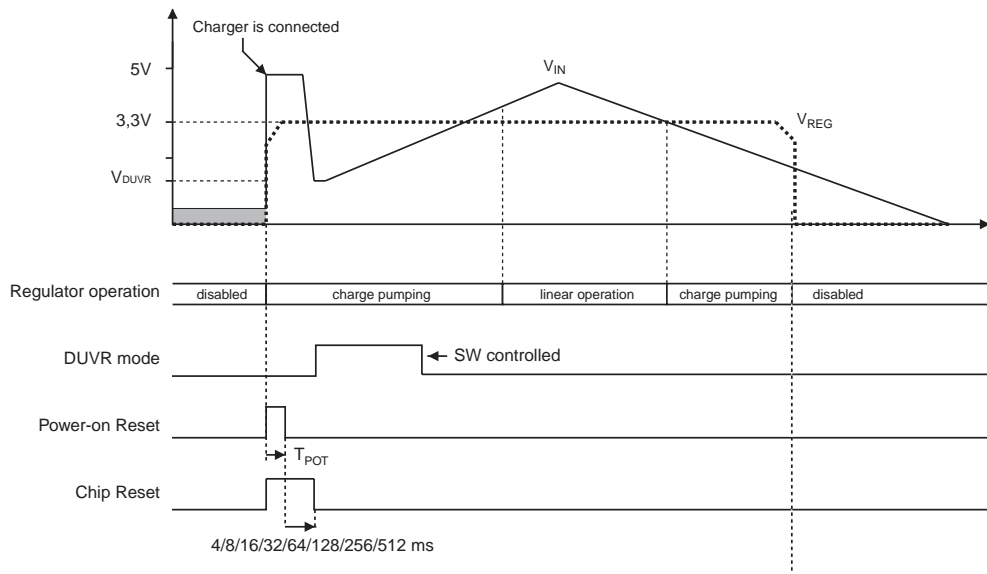 Charger is connected
5V
V_IN
3,3V
V_REG
V_DUVR
Regulator operation
disabled
charge pumping
linear operation
charge pumping
disabled
DUVR mode
SW controlled
Power-on Reset
T_POT
Chip Reset
4/8/16/32/64/128/256/512 ms